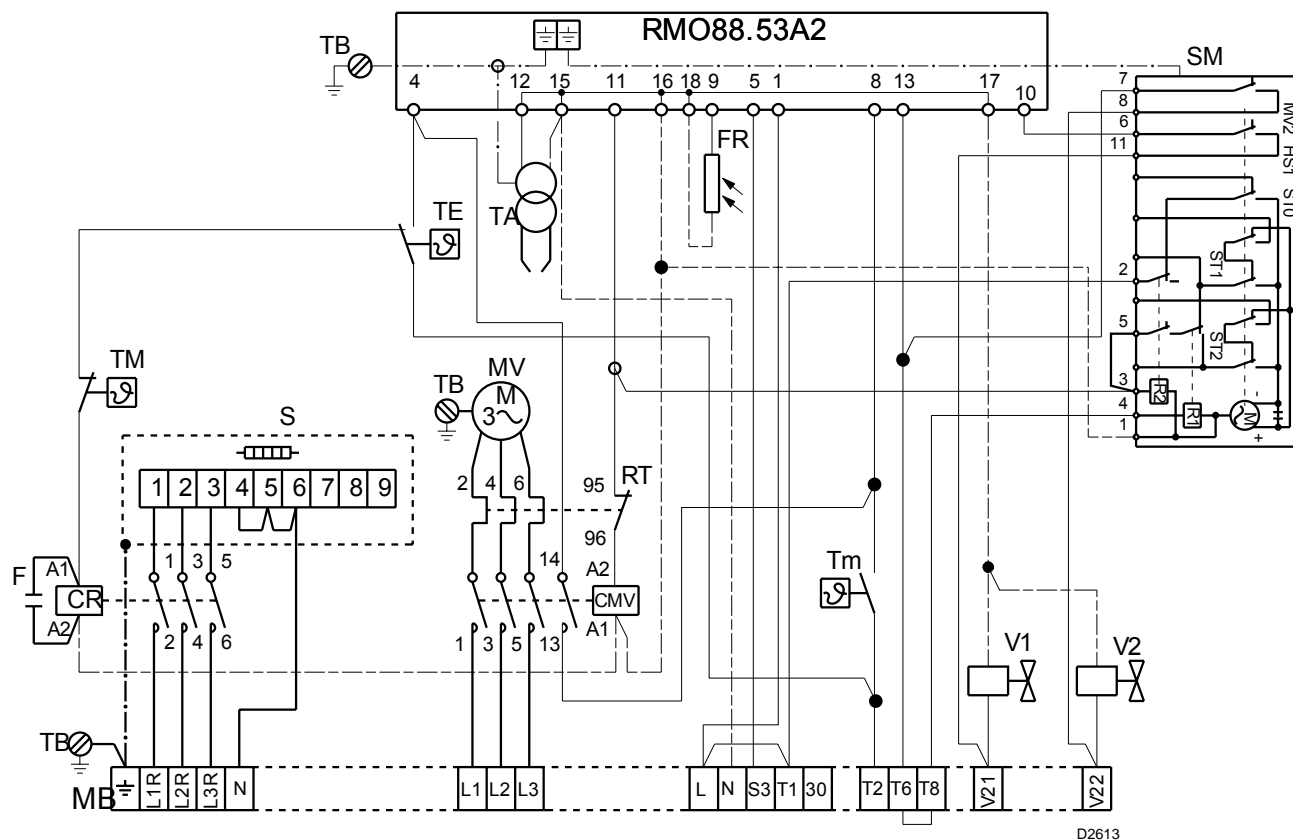 RMO88.53A2
TB
SM
4 12 15 11 16 18 9 5 1 8 13 17 10
7
8
6
11
2
5
3
4
1
MV2
HS1
ST0
ST1
ST2
R2
R1
M
- +
FR
TA
TE
TM
TB
MV
M
3
S
1 2 3 4 5 6 7 8 9
2 4 6
95
RT
96
F
A1
CR
A2
1 3 5
2 4 6
14
A2
CMV
A1
1 3 5 13
Tm
V1
V2
TB
MB
L1R L2R L3R N
L1 L2 L3
L N S3 T1 30
T2 T6 T8
V21
V22
D2613